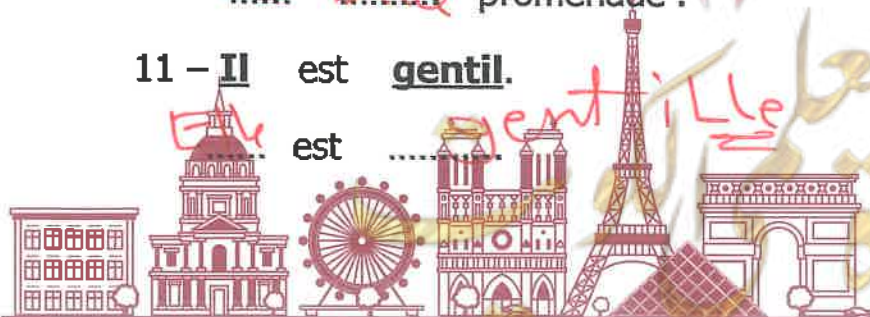 promenade.
11 – Il est gentil.
Elle est gentille